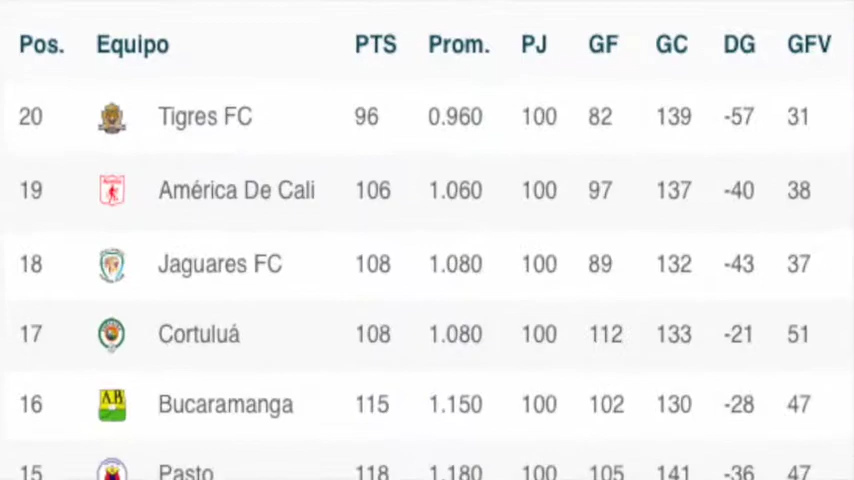 Pos. Equipo PTS Prom. PJ GF GC DG GFV
20 Tigres FC 96 0.960 100 82 139 -57 31
19 América De Cali 106 1.060 100 97 137 -40 38
18 Jaguares FC 108 1.080 100 89 132 -43 37
17 Cortuluá 108 1.080 100 112 133 -21 51
16 Bucaramanga 115 1.150 100 102 130 -28 47
15 Pasto 118 1.180 100 105 141 -36 47